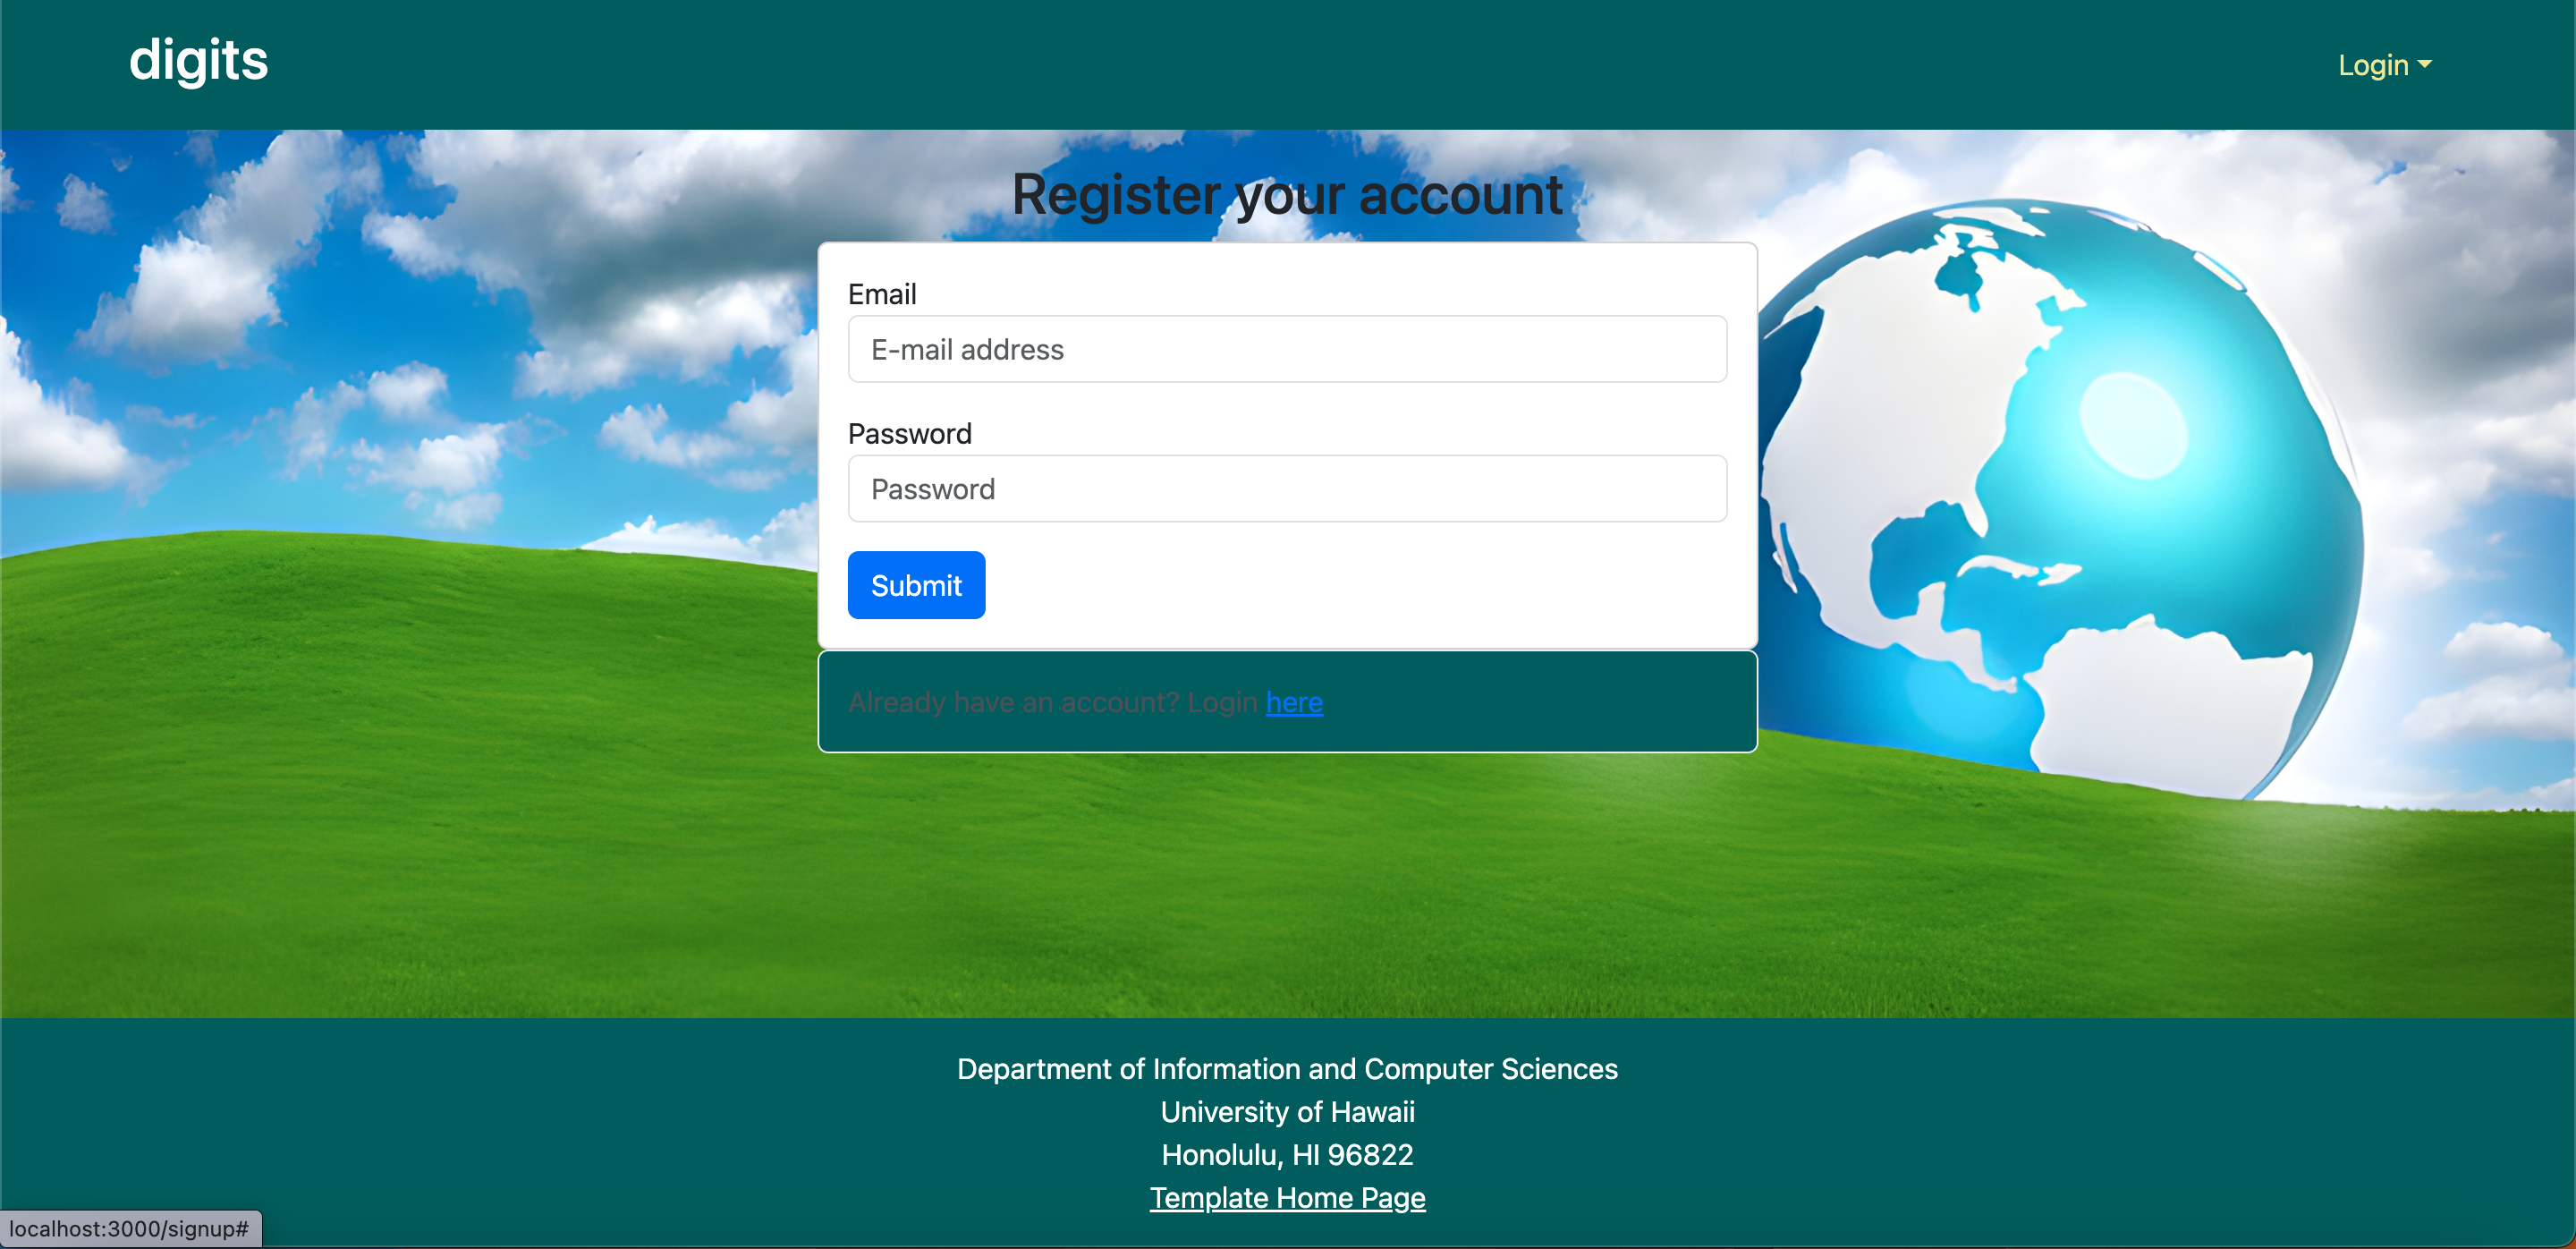 digits
Login
Register your account
Email
E-mail address
Password
Password
Submit
Already have an account? Login here
Department of Information and Computer Sciences
University of Hawaii
Honolulu, HI 96822
Template Home Page
localhost:3000/signup#